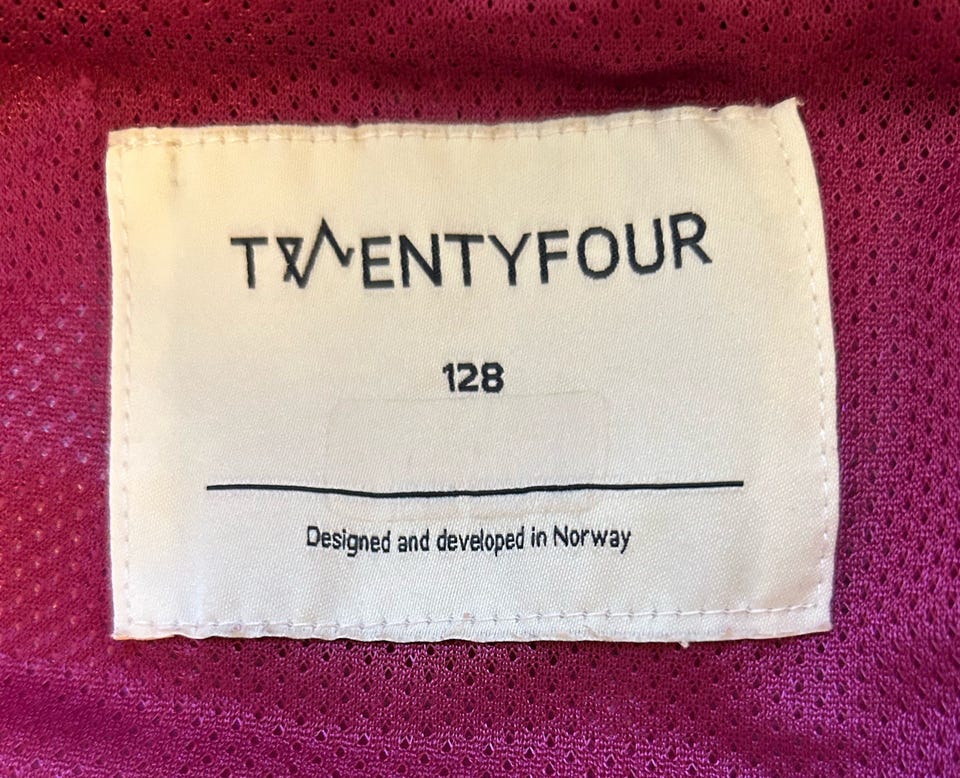 TWENTYFOUR
128
Designed and developed in Norway